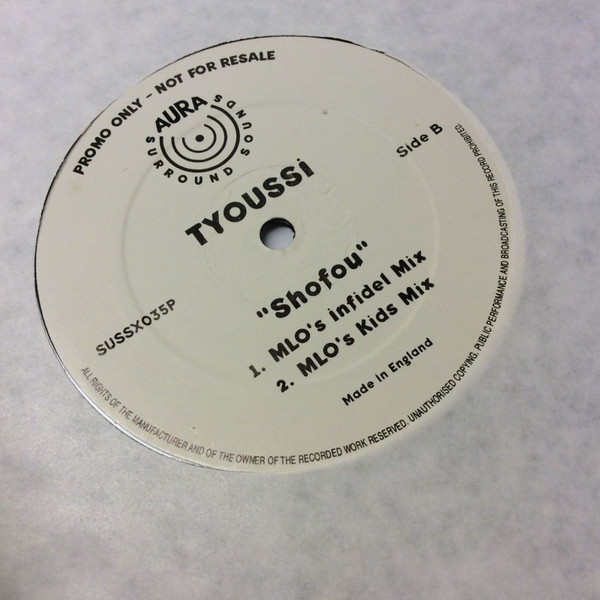 PROMO ONLY - NOT FOR RESALE
AURA
SURROUND SOUNDS
Side B
TYOUSSi
SUSSX035P
"Shofou"
1. MLO's infidel Mix
2. MLO's Kids Mix
Made in England
ALL RIGHTS OF THE MANUFACTURER AND OF THE OWNER OF THE RECORDED WORK RESERVED. UNAUTHORISED COPYING, PUBLIC PERFORMANCE AND BROADCASTING OF THIS RECORD PROHIBITED.